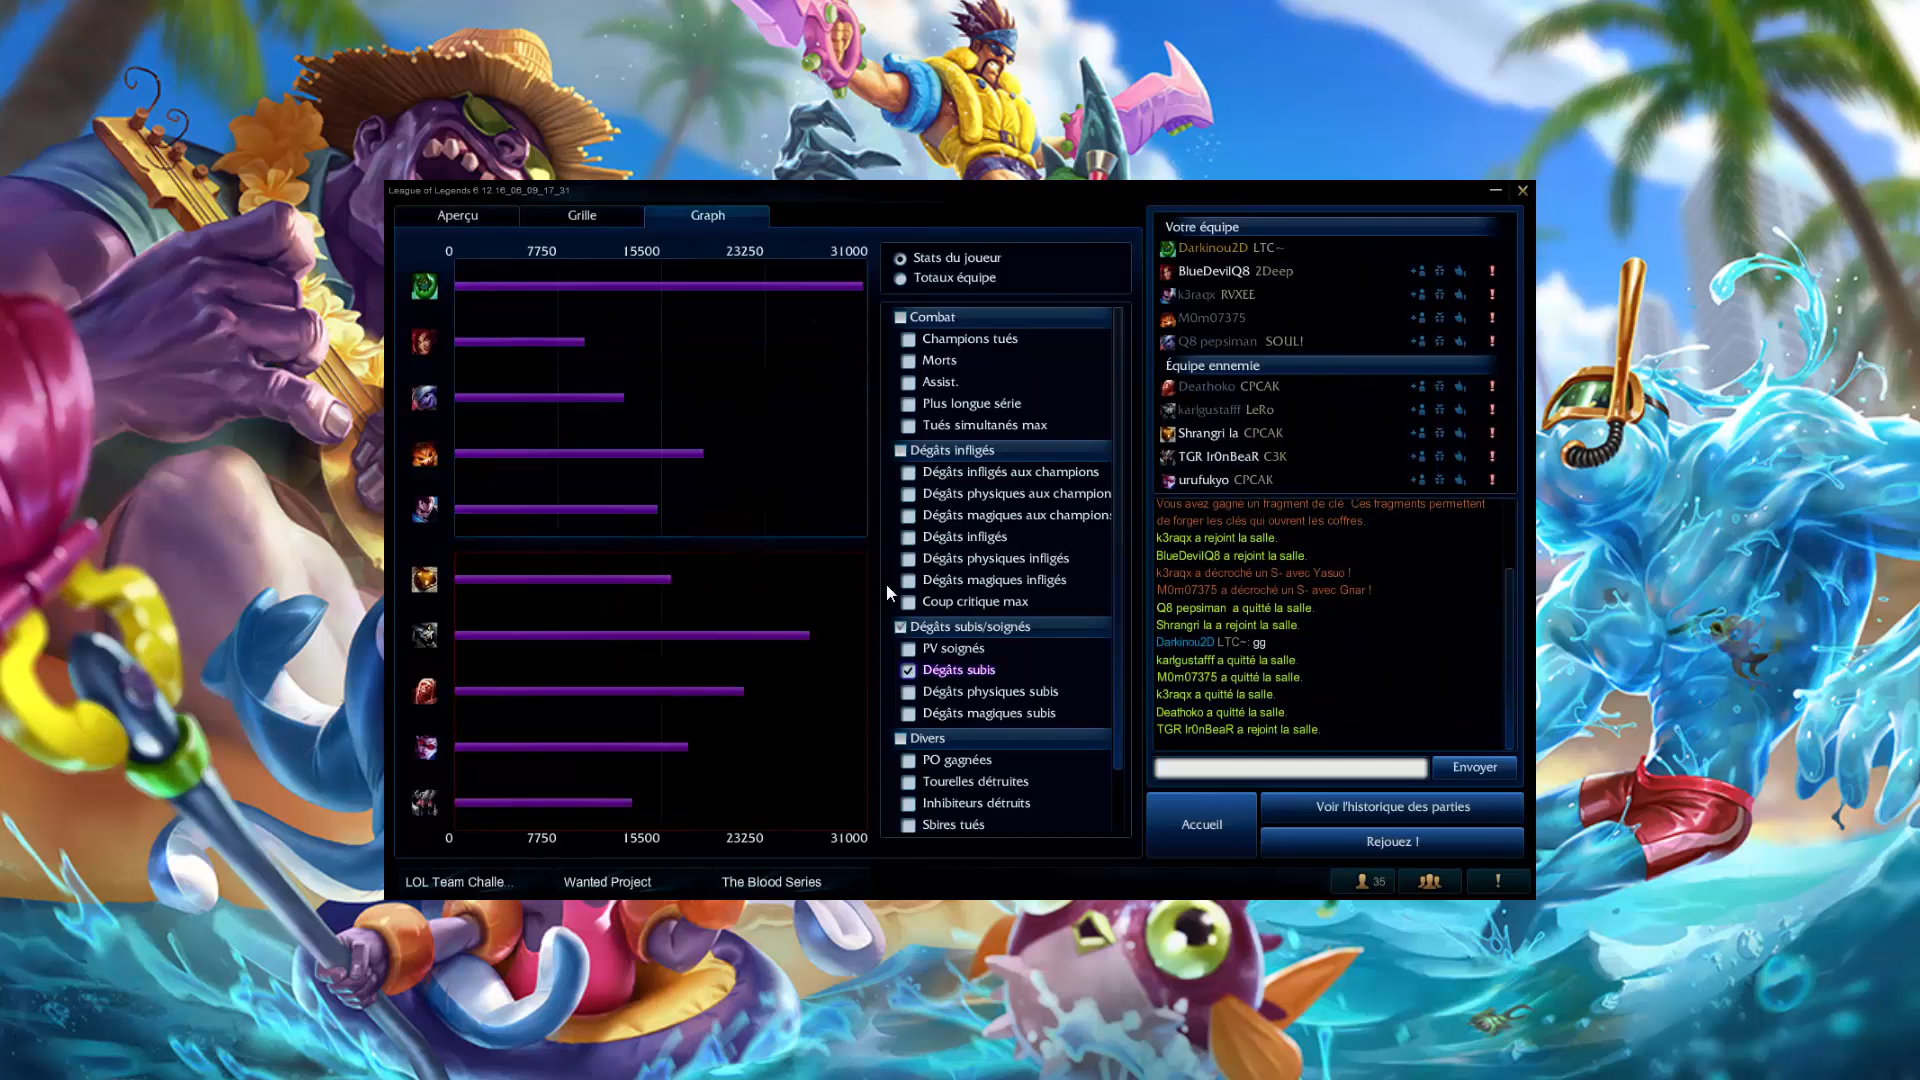 League of Legends 6.12.16_06_09_17_31
Aperçu
Grille
Graph
0 7750 15500 23250 31000
0 7750 15500 23250 31000
Stats du joueur
Totaux équipe
Combat
Champions tués
Morts
Assist.
Plus longue série
Tués simultanés max
Dégâts infligés
Dégâts infligés aux champions
Dégâts physiques aux champion
Dégâts magiques aux champions
Dégâts infligés
Dégâts physiques infligés
Dégâts magiques infligés
Coup critique max
Dégâts subis/soignés
PV soignés
Dégâts subis
Dégâts physiques subis
Dégâts magiques subis
Divers
PO gagnées
Tourelles détruites
Inhibiteurs détruits
Sbires tués
Votre équipe
Darkinou2D LTC~
BlueDevilQ8 2Deep
k3raqx RVXEE
M0m07375
Q8 pepsiman SOUL!
Équipe ennemie
Deathoko CPCAK
karlgustafff LeRo
Shrangri la CPCAK
TGR Ir0nBeaR C3K
urufukyo CPCAK
Vous avez gagné un fragment de clé. Ces fragments permettent
de forger les clés qui ouvrent les coffres.
k3raqx a rejoint la salle.
BlueDevilQ8 a rejoint la salle.
k3raqx a décroché un S- avec Yasuo !
M0m07375 a décroché un S- avec Gnar !
Q8 pepsiman a quitté la salle.
Shrangri la a rejoint la salle.
Darkinou2D LTC~: gg
karlgustafff a quitté la salle.
M0m07375 a quitté la salle.
k3raqx a quitté la salle.
Deathoko a quitté la salle.
TGR Ir0nBeaR a rejoint la salle.
Envoyer
Accueil
Voir l'historique des parties
Rejouez !
LOL Team Challe...
Wanted Project
The Blood Series
35